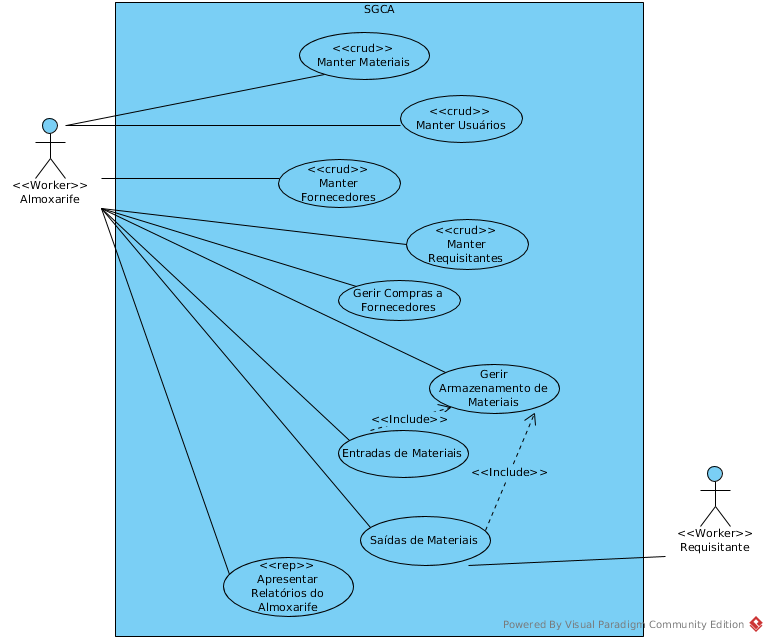 SGCA
<<crud>>
Manter Materiais
<<crud>>
Manter Usuários
<<Worker>>
Almoxarife
<<crud>>
Manter
Fornecedores
<<crud>>
Manter
Requisitantes
Gerir Compras a
Fornecedores
Gerir
Armazenamento de
Materiais
<<Include>>
Entradas de Materiais
<<Include>>
Saídas de Materiais
<<Worker>>
Requisitante
<<rep>>
Apresentar
Relatórios do
Almoxarife
Powered By Visual Paradigm Community Edition